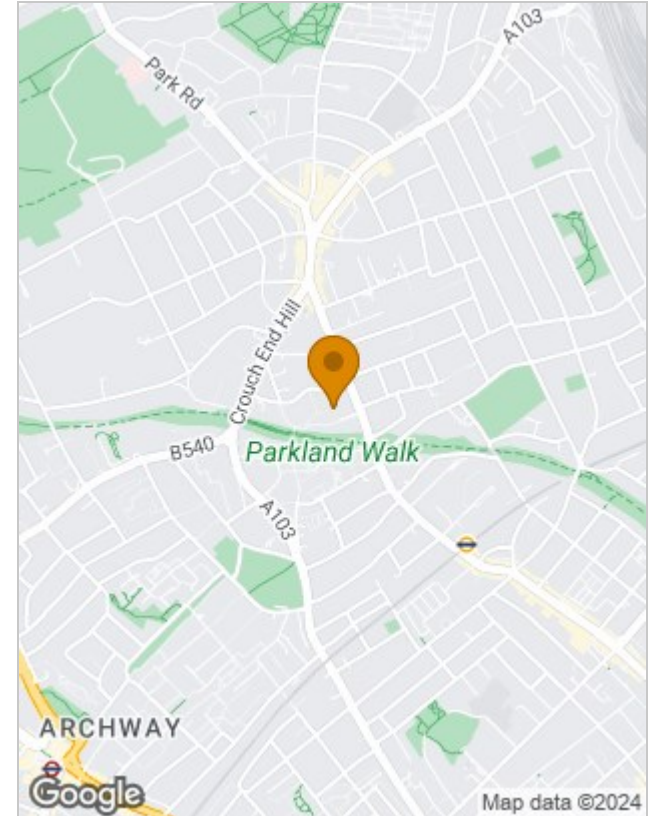 A103
Park Rd
Crouch End Hill
Parkland Walk
B540
A103
ARCHWAY
Google
Map data ©2024